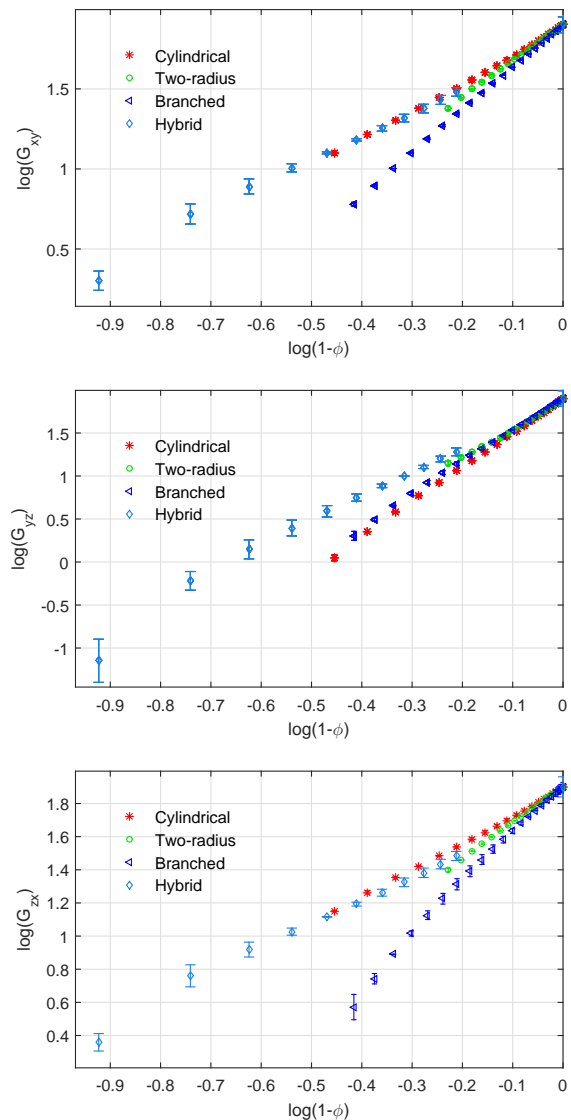 log(G_xy)
1.5
1
0.5
Cylindrical
Two-radius
Branched
Hybrid
-0.9 -0.8 -0.7 -0.6 -0.5 -0.4 -0.3 -0.2 -0.1 0
log(1-ϕ)
log(G_yz)
1.5
1
0.5
0
-0.5
-1
Cylindrical
Two-radius
Branched
Hybrid
-0.9 -0.8 -0.7 -0.6 -0.5 -0.4 -0.3 -0.2 -0.1 0
log(1-ϕ)
log(G_zx)
1.8
1.6
1.4
1.2
1
0.8
0.6
0.4
Cylindrical
Two-radius
Branched
Hybrid
-0.9 -0.8 -0.7 -0.6 -0.5 -0.4 -0.3 -0.2 -0.1 0
log(1-ϕ)